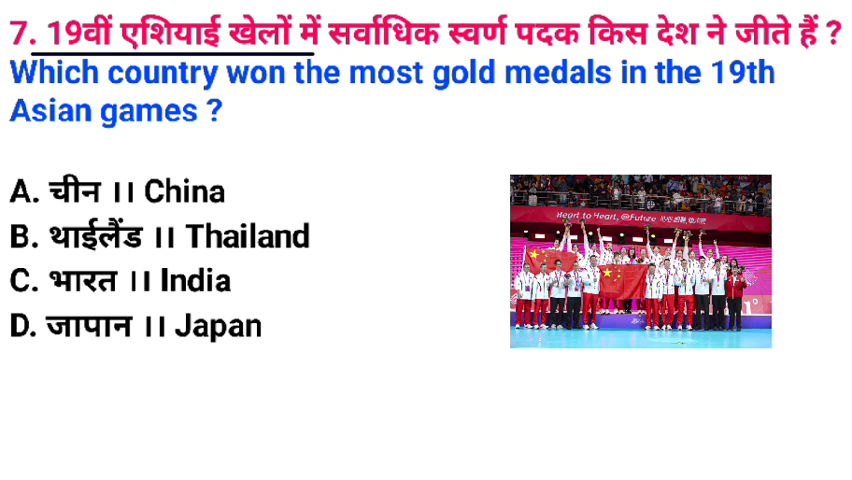 7. 19वीं एशियाई खेलों में सर्वाधिक स्वर्ण पदक किस देश ने जीते हैं ?
Which country won the most gold medals in the 19th
Asian games ?
A. चीन ।। China
B. थाईलैंड ।। Thailand
C. भारत ।। India
D. जापान ।। Japan
Heart to Heart, @Future